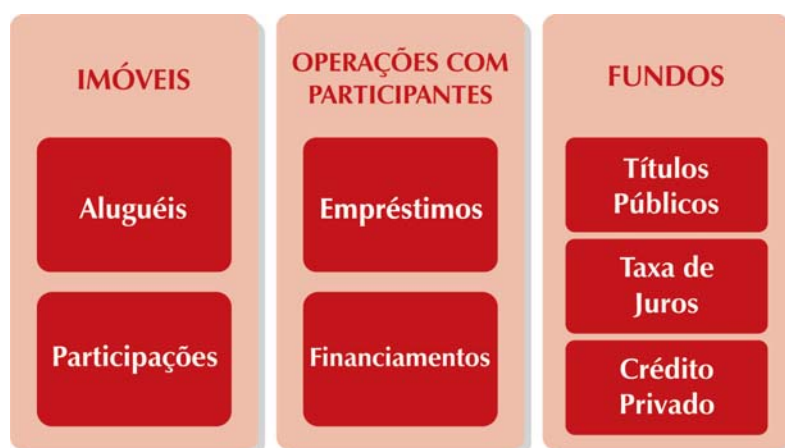 IMÓVEIS
Aluguéis
Participações
OPERAÇÕES COM
PARTICIPANTES
Empréstimos
Financiamentos
FUNDOS
Títulos
Públicos
Taxa de
Juros
Crédito
Privado